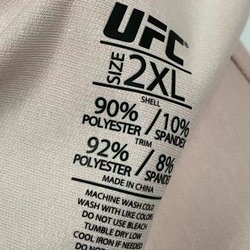 UFC
SIZE 2XL
SHELL
90% POLYESTER / 10% SPANDEX
TRIM
92% POLYESTER / 8% SPANDEX
MADE IN CHINA
MACHINE WASH COLD
WASH WITH LIKE COLORS
DO NOT USE BLEACH
TUMBLE DRY LOW
COOL IRON IF NEEDED